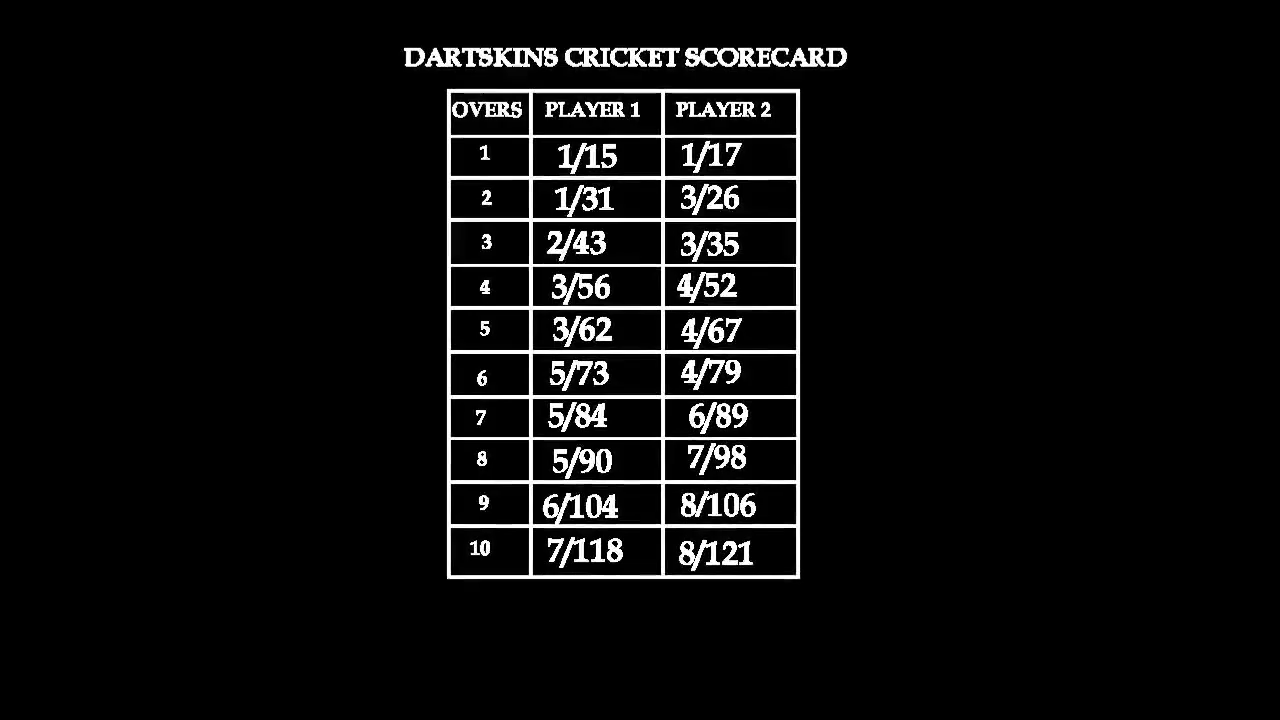 DARTSKINS CRICKET SCORECARD
OVERS PLAYER 1 PLAYER 2
1 1/15 1/17
2 1/31 3/26
3 2/43 3/35
4 3/56 4/52
5 3/62 4/67
6 5/73 4/79
7 5/84 6/89
8 5/90 7/98
9 6/104 8/106
10 7/118 8/121